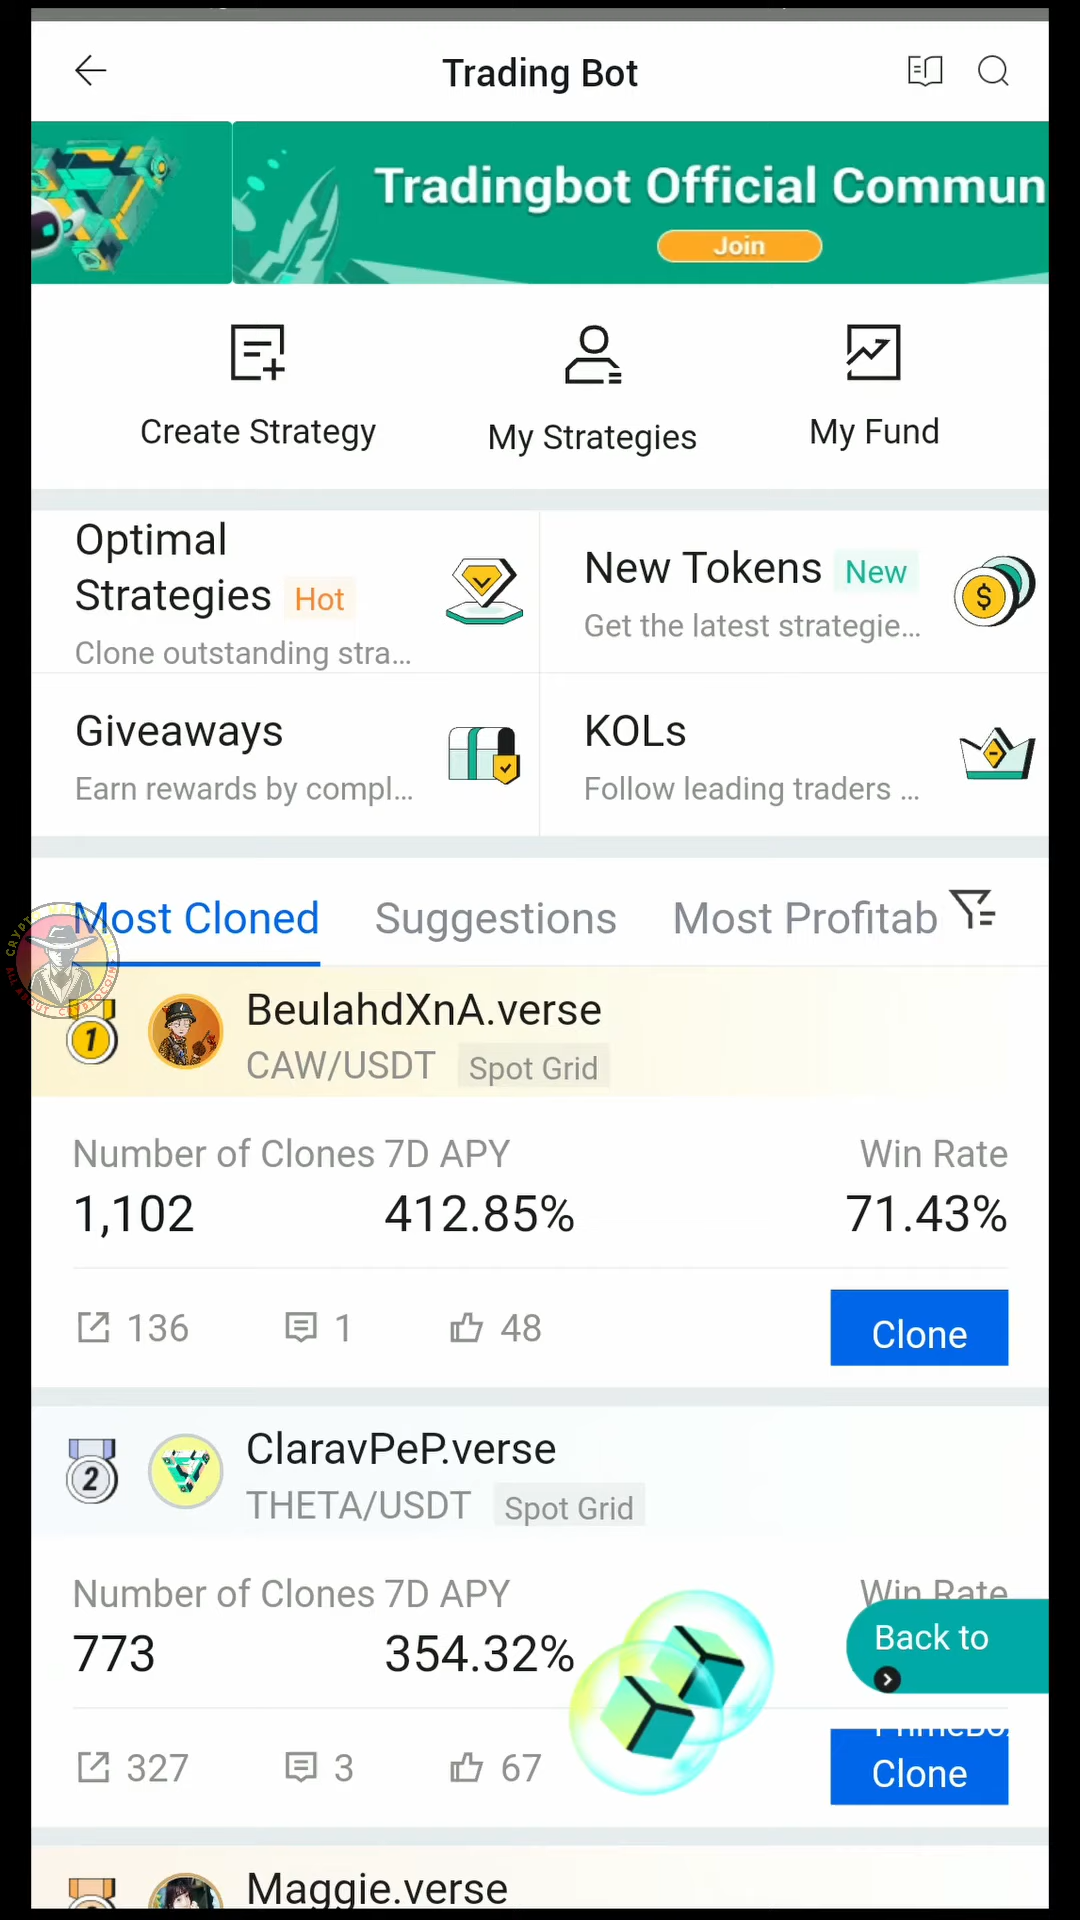 Trading Bot
Tradingbot Official Commun
Join
Create Strategy
My Strategies
My Fund
Optimal
Strategies Hot
Clone outstanding stra...
New Tokens New
Get the latest strategie...
$
Giveaways
Earn rewards by compl...
KOLs
Follow leading traders ...
Most Cloned
Suggestions
Most Profitab
ALL ABOUT CRYPTOCOIN
1
BeulahdXnA.verse
CAW/USDT Spot Grid
Number of Clones 7D APY Win Rate
1,102 412.85% 71.43%
136 1 48 Clone
2
ClaravPeP.verse
THETA/USDT Spot Grid
Number of Clones 7D APY Win Rate
773 354.32%
Back to
PrimeBo
327 3 67 Clone
Maggie.verse